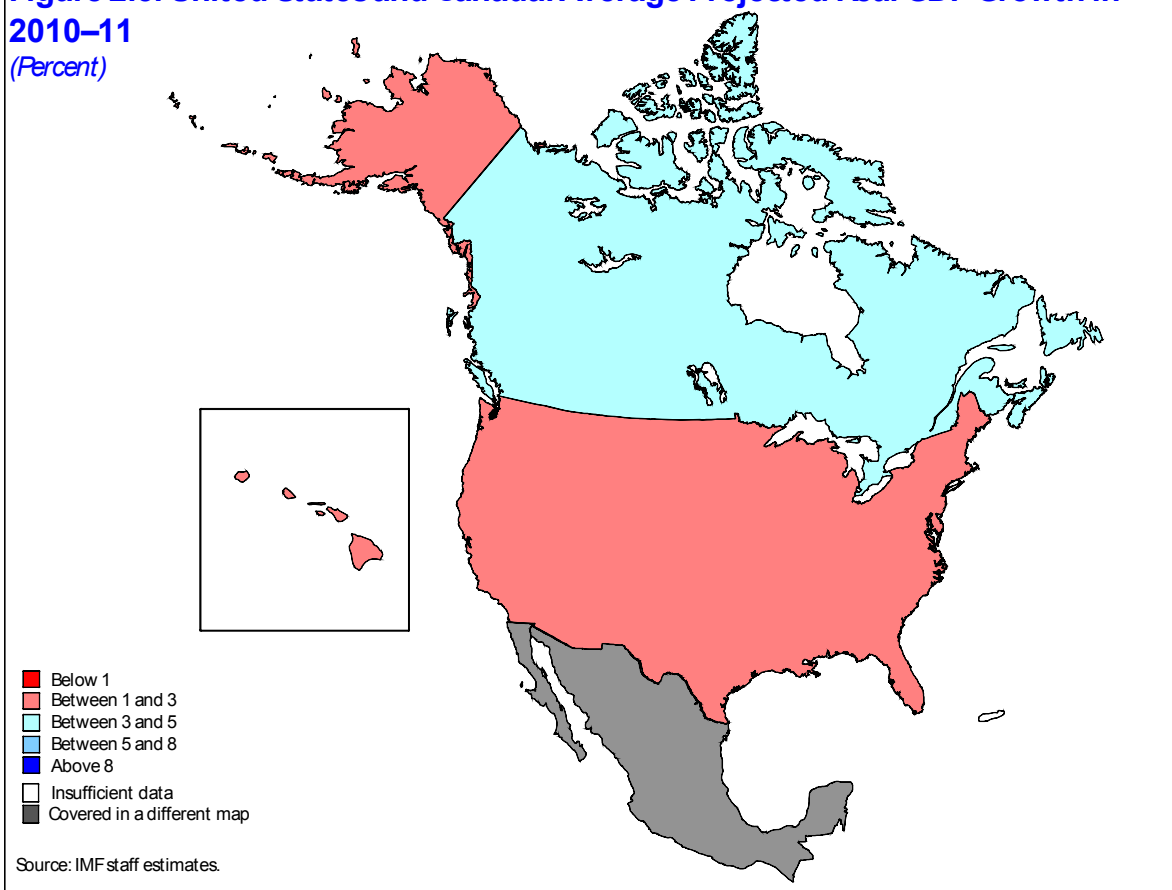 2010–11
(Percent)
Below 1
Between 1 and 3
Between 3 and 5
Between 5 and 8
Above 8
Insufficient data
Covered in a different map
Source: IMF staff estimates.